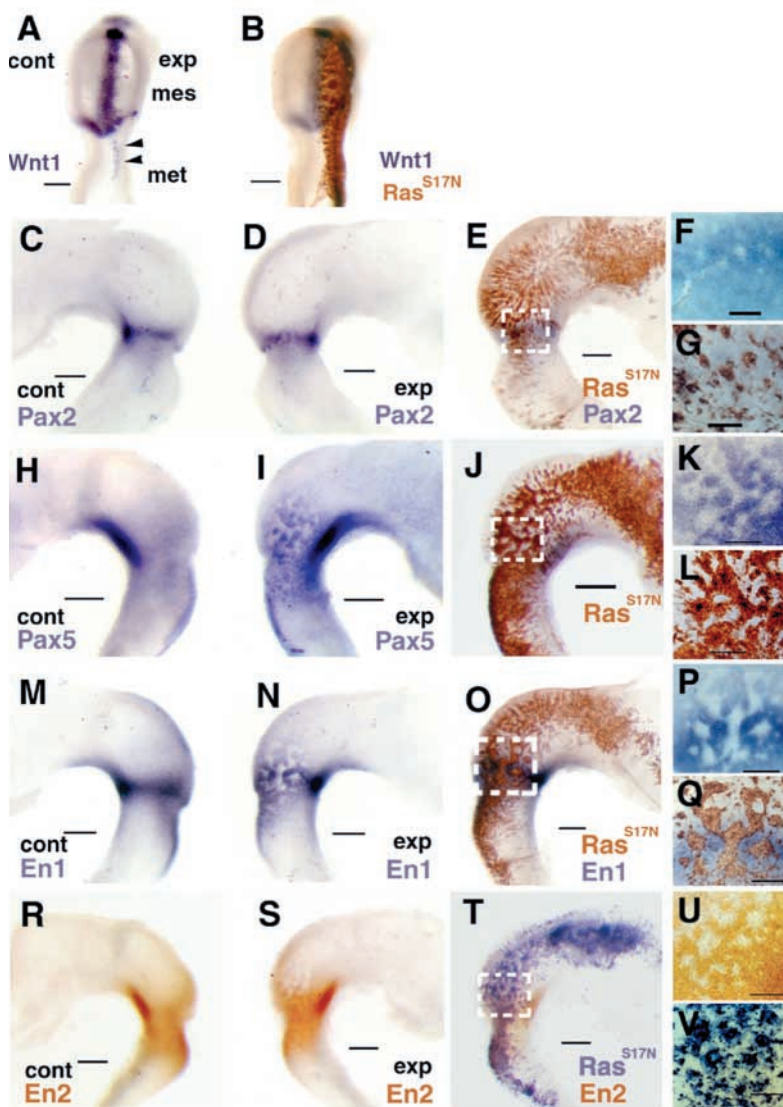 A
B
cont
exp
mes
Wnt1
met
Wnt1
Ras S17N
C
D
E
F
G
cont
Pax2
exp
Pax2
Ras S17N
Pax2
H
I
J
K
L
cont
Pax5
exp
Pax5
Ras S17N
M
N
O
P
Q
cont
En1
exp
En1
Ras S17N
En1
R
S
T
U
V
cont
En2
exp
En2
Ras S17N
En2